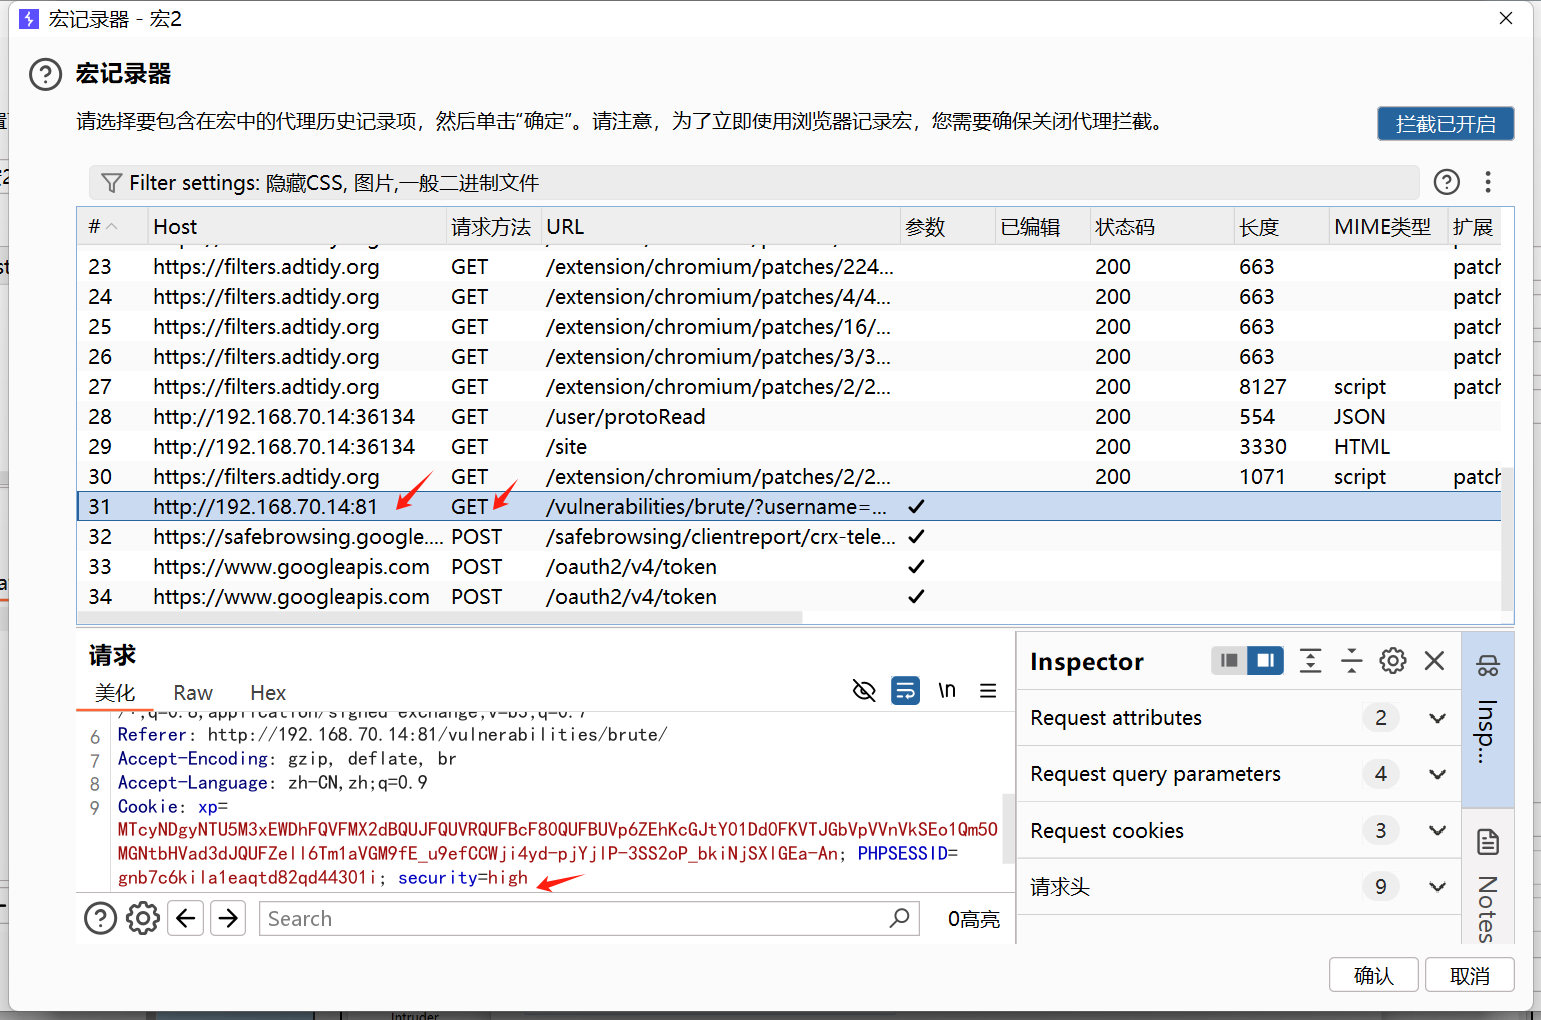 宏记录器 - 宏2
宏记录器
请选择要包含在宏中的代理历史记录项，然后单击“确定”。请注意，为了立即使用浏览器记录宏，您需要确保关闭代理拦截。
拦截已开启
Filter settings: 隐藏CSS, 图片,一般二进制文件
# Host 请求方法 URL 参数 已编辑 状态码 长度 MIME类型 扩展
23 https://filters.adtidy.org GET /extension/chromium/patches/224... 200 663 patch
24 https://filters.adtidy.org GET /extension/chromium/patches/4/4... 200 663 patch
25 https://filters.adtidy.org GET /extension/chromium/patches/16/... 200 663 patch
26 https://filters.adtidy.org GET /extension/chromium/patches/3/3... 200 663 patch
27 https://filters.adtidy.org GET /extension/chromium/patches/2/2... 200 8127 script patch
28 http://192.168.70.14:36134 GET /user/protoRead 200 554 JSON
29 http://192.168.70.14:36134 GET /site 200 3330 HTML
30 https://filters.adtidy.org GET /extension/chromium/patches/2/2... 200 1071 script patch
31 http://192.168.70.14:81 GET /vulnerabilities/brute/?username=... ✓
32 https://safebrowsing.google.... POST /safebrowsing/clientreport/crx-tele... ✓
33 https://www.googleapis.com POST /oauth2/v4/token ✓
34 https://www.googleapis.com POST /oauth2/v4/token ✓
请求
美化 Raw Hex
\n
6 Referer: http://192.168.70.14:81/vulnerabilities/brute/
7 Accept-Encoding: gzip, deflate, br
8 Accept-Language: zh-CN,zh;q=0.9
9 Cookie: xp=
MTcyNDgyNTU5M3xEWDhFQVFMX2dBQUJFQUVRQUFBcF80QUFBUVp6ZEhKcGJtY01DdOFKVTJGbVpVVnVkSEo1Qm50
MGNtbHVad3dJQUFZell6Tm1aVGM9fE_u9efCCWji4yd-pjYjlP-3SS2oP_bkiNjSXlGEa-An; PHPSESSID=
gnb7c6kila1eaqtd82qd44301i; security=high
Search
0高亮
Inspector
Request attributes 2
Request query parameters 4
Request cookies 3
请求头 9
Insp...
Notes
确认
取消